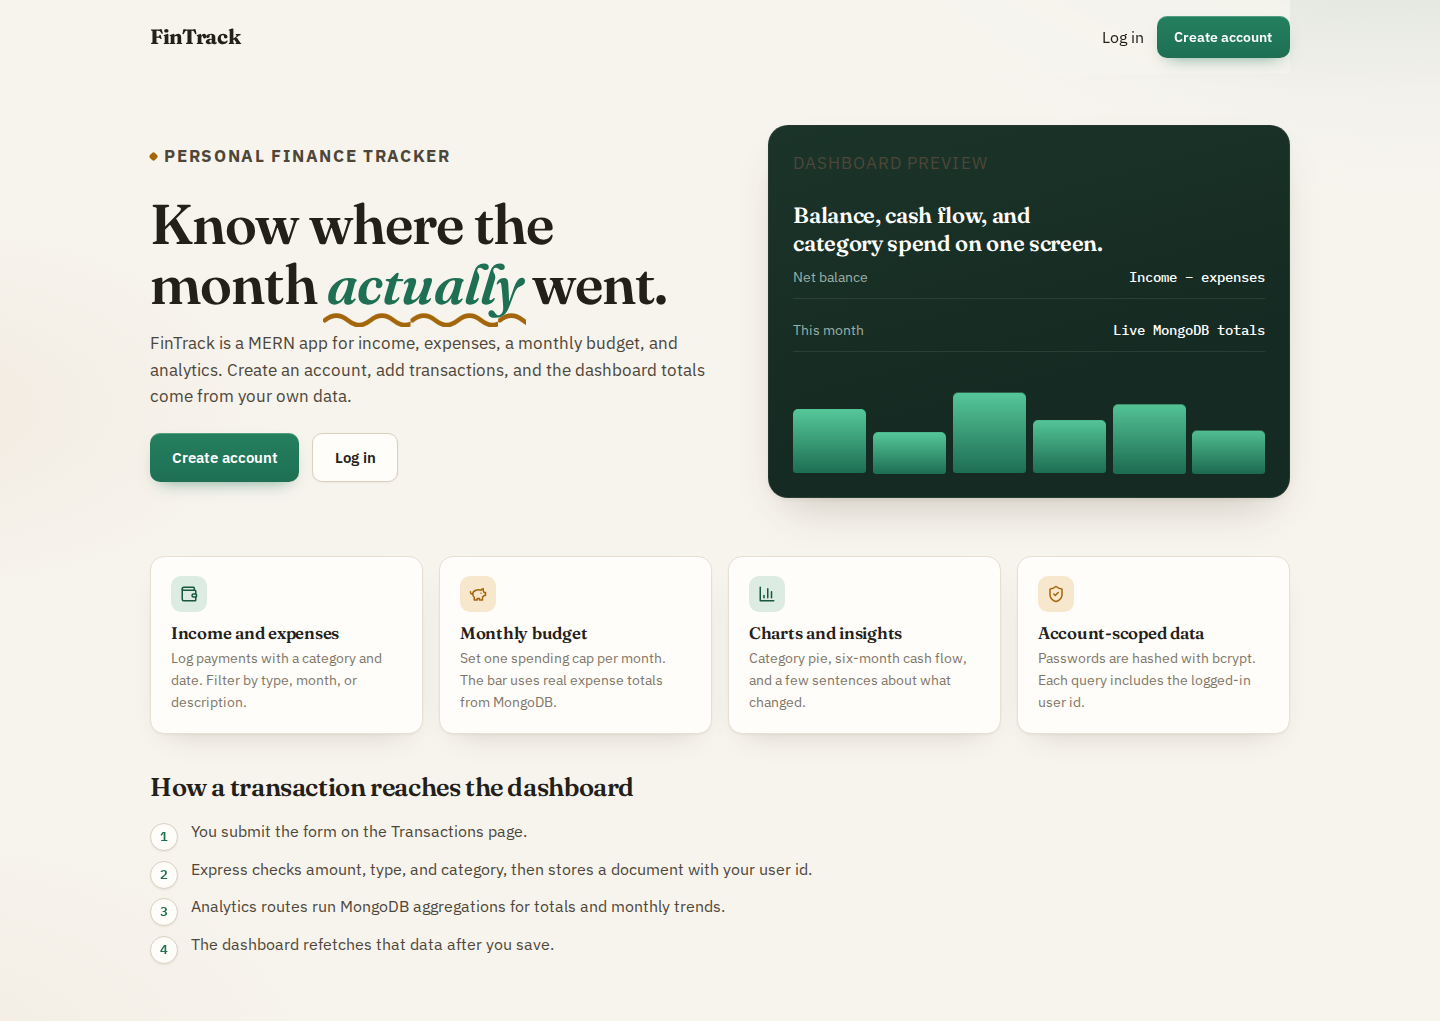 FinTrack
Log in
Create account
PERSONAL FINANCE TRACKER
Know where the
month actually went.
FinTrack is a MERN app for income, expenses, a monthly budget, and
analytics. Create an account, add transactions, and the dashboard totals
come from your own data.
Create account
Log in
DASHBOARD PREVIEW
Balance, cash flow, and
category spend on one screen.
Net balance
Income − expenses
This month
Live MongoDB totals
Income and expenses
Log payments with a category and
date. Filter by type, month, or
description.
Monthly budget
Set one spending cap per month.
The bar uses real expense totals
from MongoDB.
Charts and insights
Category pie, six-month cash flow,
and a few sentences about what
changed.
Account-scoped data
Passwords are hashed with bcrypt.
Each query includes the logged-in
user id.
How a transaction reaches the dashboard
1 You submit the form on the Transactions page.
2 Express checks amount, type, and category, then stores a document with your user id.
3 Analytics routes run MongoDB aggregations for totals and monthly trends.
4 The dashboard refetches that data after you save.